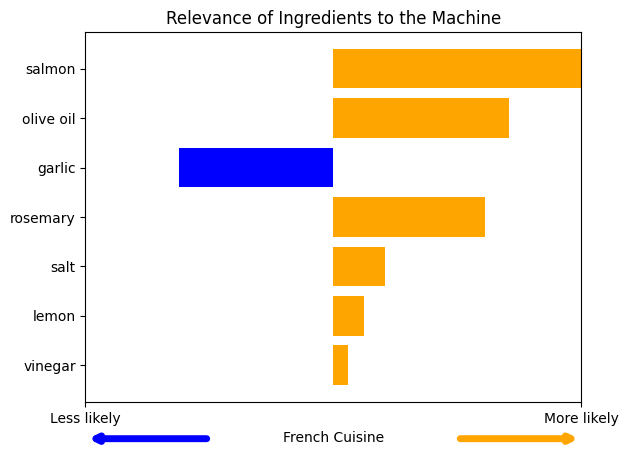 Relevance of Ingredients to the Machine
salmon
olive oil
garlic
rosemary
salt
lemon
vinegar
Less likely
More likely
French Cuisine